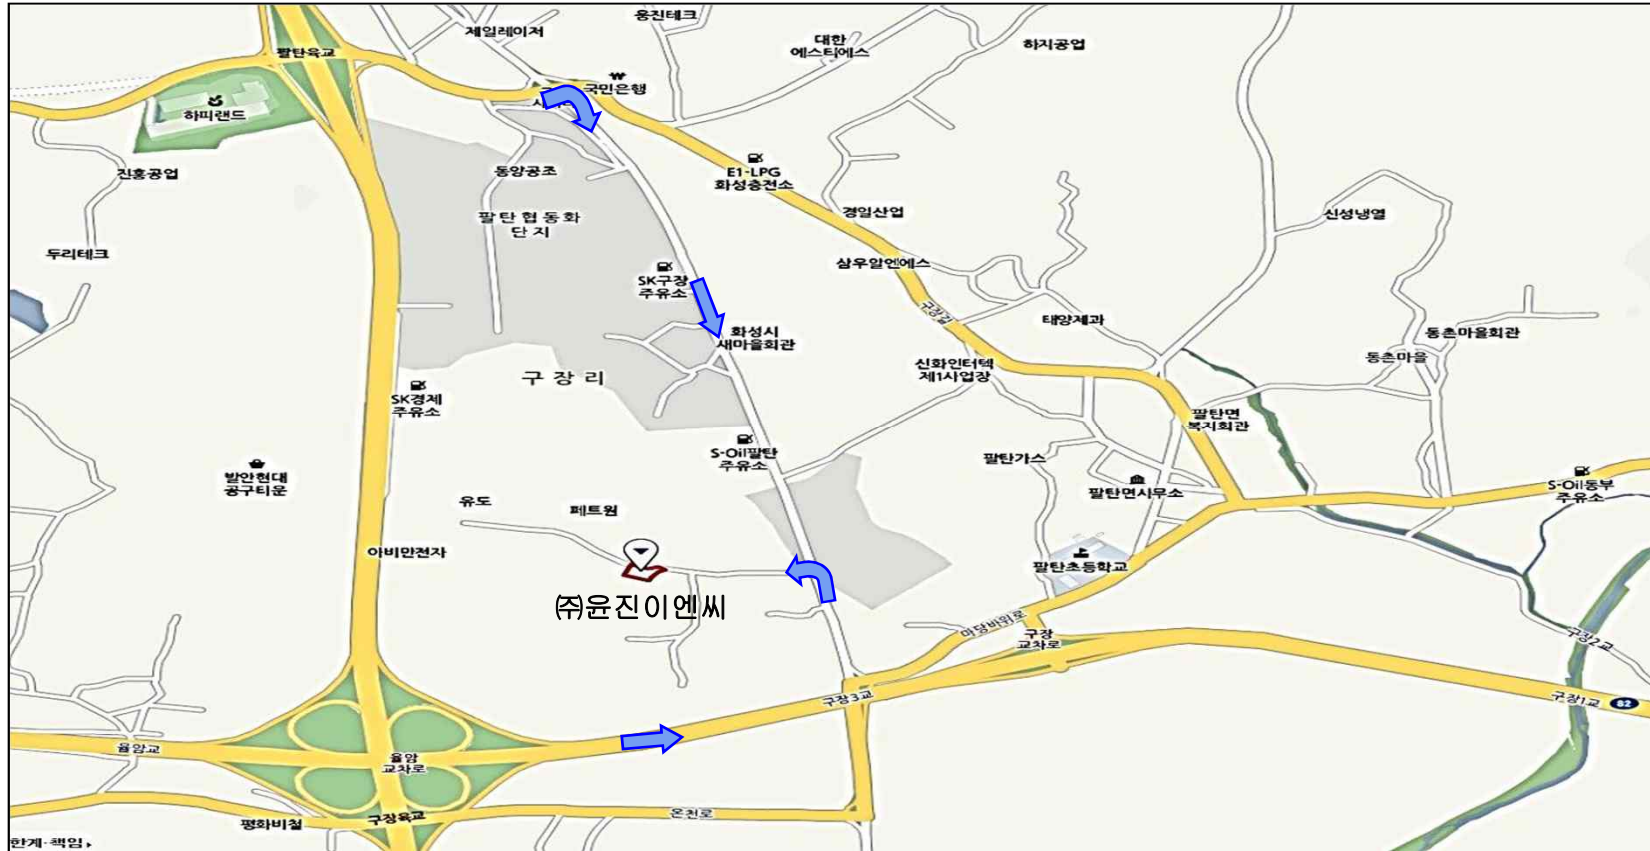 웅진테크
제일레이저
대한
에스티에스
하지공업
팔탄육교
국민은행
하피랜드
진흥공업
동양공조
E1-LPG
화성충전소
팔탄협동화
단지
경일산업
신성냉열
두리테크
삼우알엔에스
SK구장
주유소
구장길
태양제과
화성시
새마을회관
동촌마을회관
동촌마을
신화인터텍
제1사업장
구장리
SK경제
주유소
팔탄면
복지회관
S-Oil팔탄
주유소
팔탄가스
발안현대
공구타운
팔탄면사무소
S-Oil동부
주유소
유도
페트원
아비만전자
팔탄초등학교
㈜윤진이엔씨
마당바위로
구장
교차로
구장2교
구장3교
구장1교
82
율암교
율암
교차로
평화비철
구장육교
온천로
한계·책임